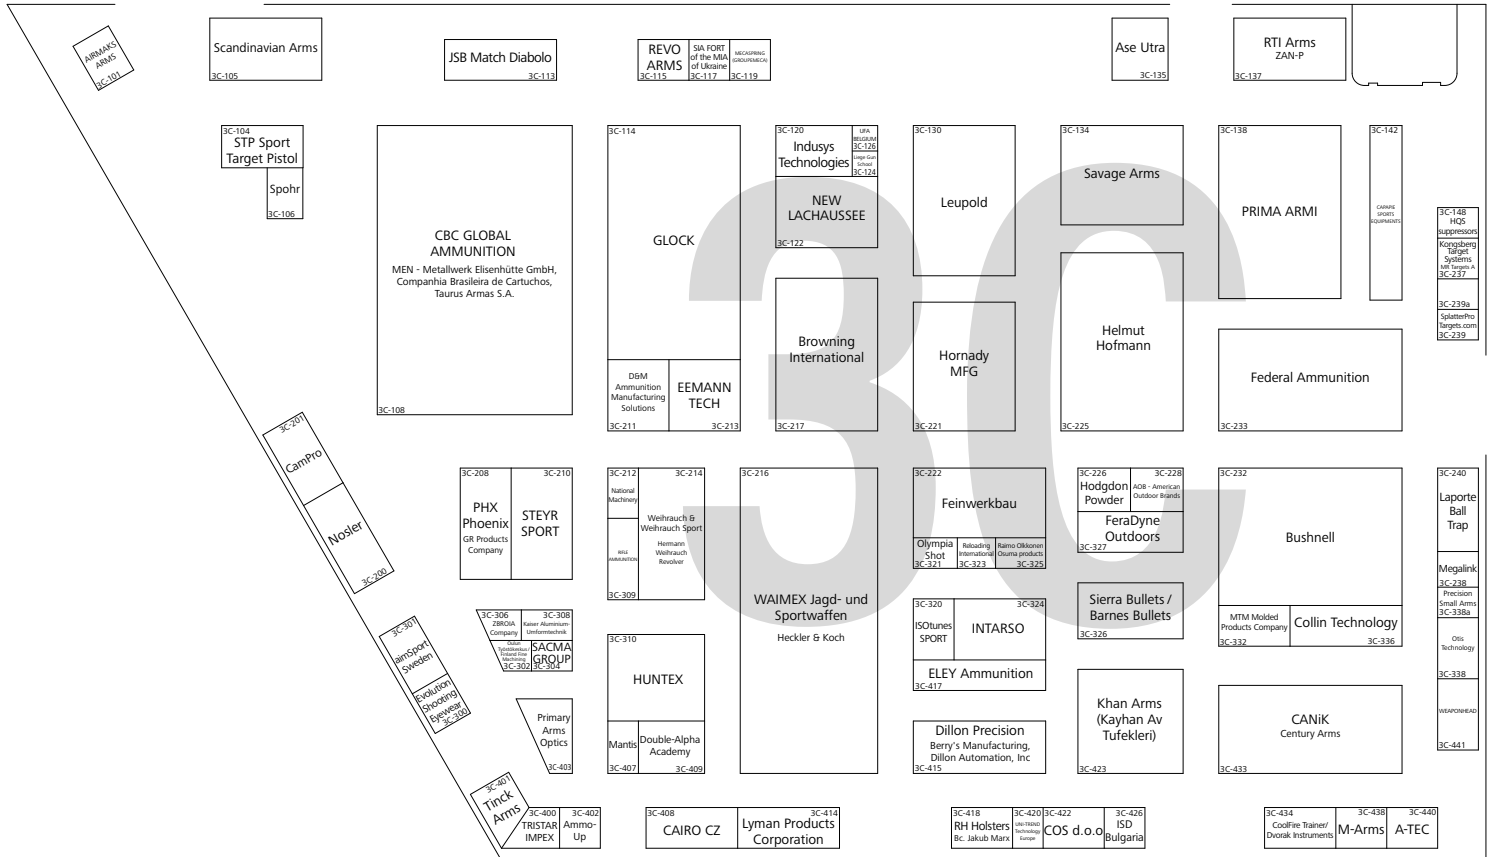 AIRMAKS
ARMS
3C-101
Scandinavian Arms
3C-105
JSB Match Diabolo
3C-113
REVO
ARMS
3C-115
SIA FORT
of the MIA
of Ukraine
3C-117
MECASPRING
(GROUPEMECA)
3C-119
Ase Utra
3C-135
RTI Arms
ZAN-P
3C-137
3C-104
STP Sport
Target Pistol
Spohr
3C-106
CBC GLOBAL
AMMUNITION
MEN - Metallwerk Elisenhütte GmbH,
Companhia Brasileira de Cartuchos,
Taurus Armas S.A.
3C-108
3C-114
GLOCK
D&M
Ammunition
Manufacturing
Solutions
3C-211
EEMANN
TECH
3C-213
3C-120
Indusys
Technologies
UFA
BELGIUM
3C-126
Liege Gun
School
3C-124
NEW
LACHAUSSEE
3C-122
Browning
International
3C-217
3C-130
Leupold
Hornady
MFG
3C-221
3C-134
Savage Arms
Helmut
Hofmann
3C-225
3C-138
PRIMA ARMI
3C-142
CAPAPIE
SPORTS
EQUIPMENTS
Federal Ammunition
3C-233
3C-148
HQS
suppressors
Kongsberg
Target
Systems
MR Targets A
3C-237
3C-239a
SplatterPro
Targets.com
3C-239
3C
3C-201
CamPro
Nosler
3C-200
3C-208
PHX
Phoenix
GR Products
Company
3C-210
STEYR
SPORT
3C-212
National
Machinery
RIFLE
AMMUNITION
3C-309
3C-214
Weihrauch &
Weihrauch Sport
Hermann
Weihrauch
Revolver
3C-216
WAIMEX Jagd- und
Sportwaffen
Heckler & Koch
3C-222
Feinwerkbau
Olympia
Shot
3C-321
Reloading
International
3C-323
Raimo Olkkonen
Osuma products
3C-325
3C-226
Hodgdon
Powder
3C-228
AOB - American
Outdoor Brands
FeraDyne
Outdoors
3C-327
3C-232
Bushnell
MTM Molded
Products Company
3C-332
Collin Technology
3C-336
3C-240
Laporte
Ball
Trap
Megalink
3C-238
Precision
Small Arms
3C-338a
Otis
Technology
3C-338
WEAPONHEAD
3C-441
3C-301
aimSport
Sweden
Evolution
Shooting
Eyewear
3C-300
3C-306
ZBROIA
Company
3C-308
Kaiser Aluminium-
Umformtechnik
Oulun
Työstökeskus /
Finland Fine
Machining
3C-302
SACMA
GROUP
3C-304
Primary
Arms
Optics
3C-403
3C-310
HUNTEX
Mantis
3C-407
Double-Alpha
Academy
3C-409
3C-320
ISOtunes
SPORT
3C-324
INTARSO
ELEY Ammunition
3C-417
Dillon Precision
Berry's Manufacturing,
Dillon Automation, Inc
3C-415
Sierra Bullets /
Barnes Bullets
3C-326
Khan Arms
(Kayhan Av
Tufekleri)
3C-423
CANiK
Century Arms
3C-433
3C-401
Tinck
Arms
3C-400
TRISTAR
IMPEX
3C-402
Ammo-
Up
3C-408
CAIRO CZ
3C-414
Lyman Products
Corporation
3C-418
RH Holsters
Bc. Jakub Marx
3C-420
UNI-TREND
Technology
Europe
3C-422
COS d.o.o
3C-426
ISD
Bulgaria
3C-434
CoolFire Trainer/
Dvorak Instruments
3C-438
M-Arms
3C-440
A-TEC